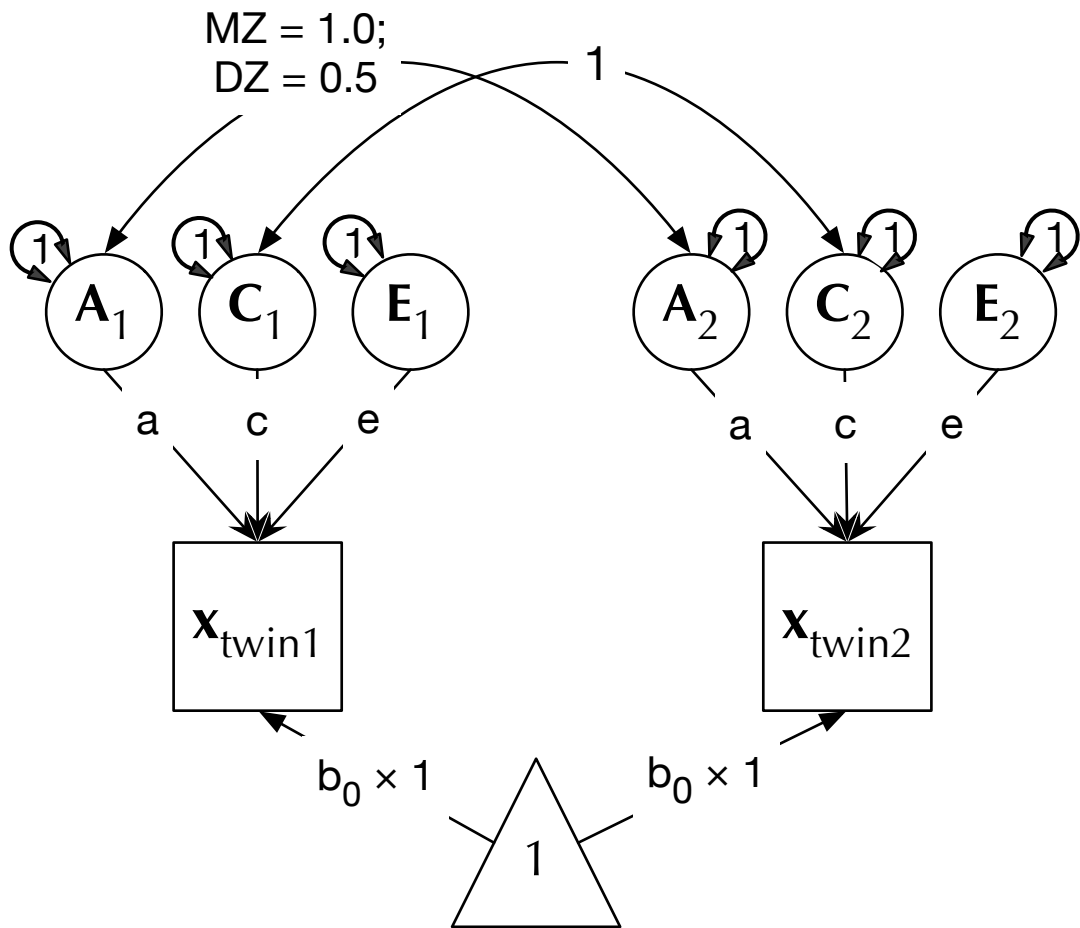 MZ = 1.0;
DZ = 0.5
1
1 1 1 1 1 1
A1 C1 E1 A2 C2 E2
a c e a c e
xtwin1 xtwin2
b0 × 1 b0 × 1
1